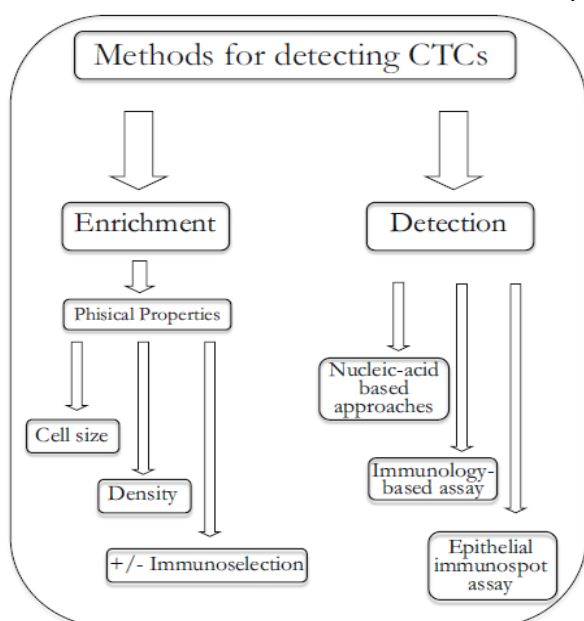 Methods for detecting CTCs
Enrichment
Phisical Properties
Cell size
Density
+/- Immunoselection
Detection
Nucleic-acid
based
approaches
Immunology-
based assay
Epithelial
immunospot
assay